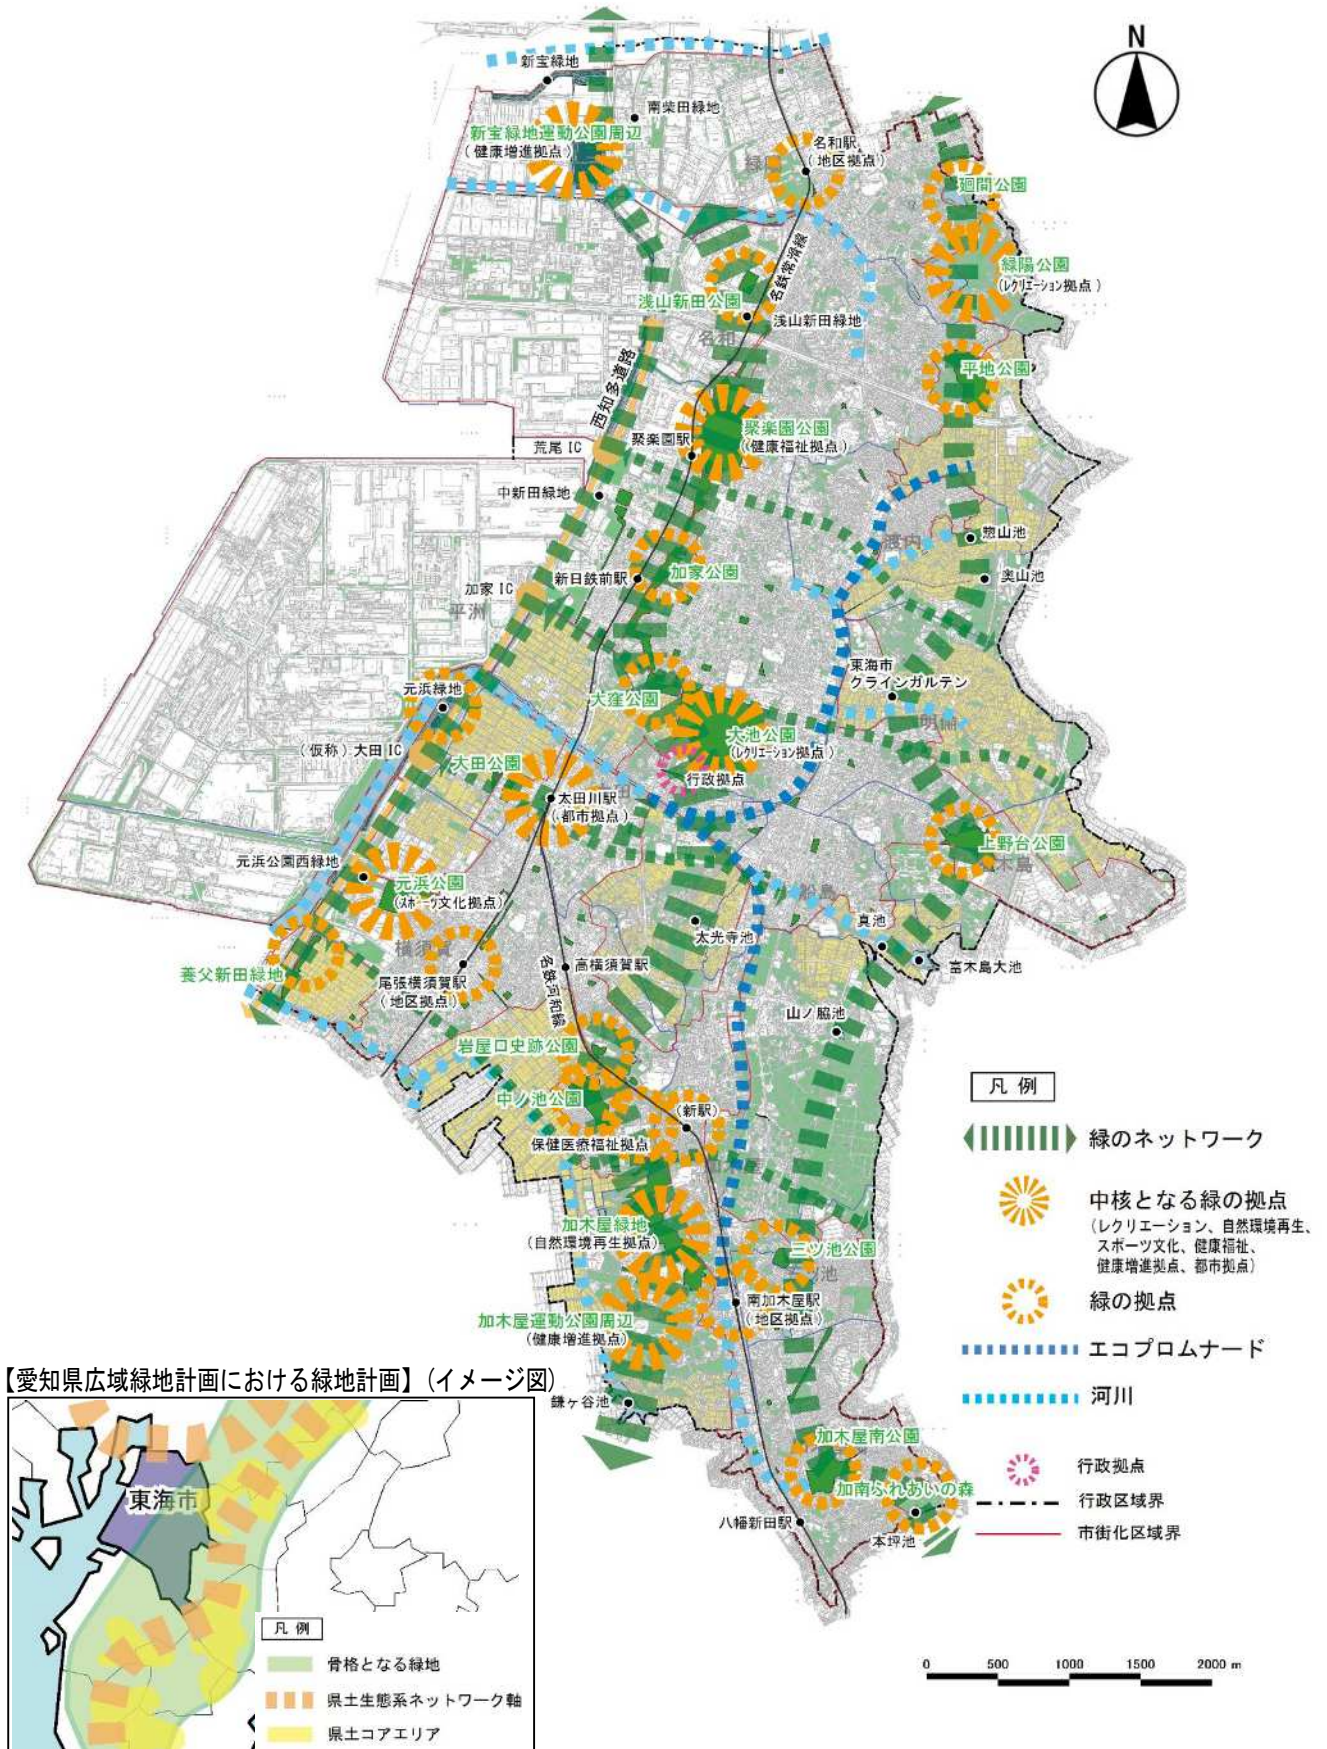 N
新宝緑地
南柴田緑地
新宝緑地運動公園周辺
(健康増進拠点)
名和駅
(地区拠点)
緑陽
廻間公園
緑陽公園
(レクリエーション拠点)
名鉄常滑線
浅山新田公園
浅山新田緑地
名和
平地公園
西知多道路
聚楽園公園
(健康福祉拠点)
聚楽園駅
荒尾IC
中新田緑地
渡内
惣山池
奥山池
加家公園
新日鉄前駅
加家IC
平洲
東海市
クラインガルテン
元浜緑地
大窪公園
明倫
大池公園
(レクリエーション拠点)
(仮称)大田IC
大田公園
行政拠点
太田川駅
(都市拠点)
上野台公園
富木島
元浜公園西緑地
元浜公園
(スポーツ文化拠点)
船島
真池
太光寺池
横須賀
養父新田緑地
尾張横須賀駅
(地区拠点)
名鉄河和線
高横須賀駅
富木島大池
山ノ脇池
岩屋口史跡公園
中ノ池公園
(新駅)
保健医療福祉拠点
加木屋緑地
(自然環境再生拠点)
三ツ池公園
三ツ池
南加木屋駅
(地区拠点)
加木屋運動公園周辺
(健康増進拠点)
鎌ヶ谷池
加木屋南公園
加南ふれあいの森
八幡新田駅
本坪池
凡例
緑のネットワーク
中核となる緑の拠点
(レクリエーション、自然環境再生、
スポーツ文化、健康福祉、
健康増進拠点、都市拠点)
緑の拠点
エコプロムナード
河川
行政拠点
行政区域界
市街化区域界
0 500 1000 1500 2000 m
【愛知県広域緑地計画における緑地計画】(イメージ図)
東海市
凡例
骨格となる緑地
県土生態系ネットワーク軸
県土コアエリア